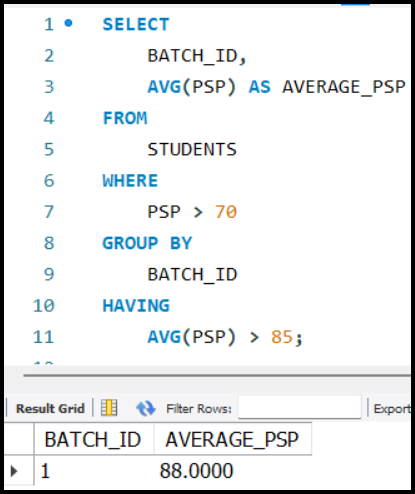 1 SELECT
2 BATCH_ID,
3 AVG(PSP) AS AVERAGE_PSP
4 FROM
5 STUDENTS
6 WHERE
7 PSP > 70
8 GROUP BY
9 BATCH_ID
10 HAVING
11 AVG(PSP) > 85;
Result Grid Filter Rows: Export
BATCH_ID AVERAGE_PSP
1 88.0000